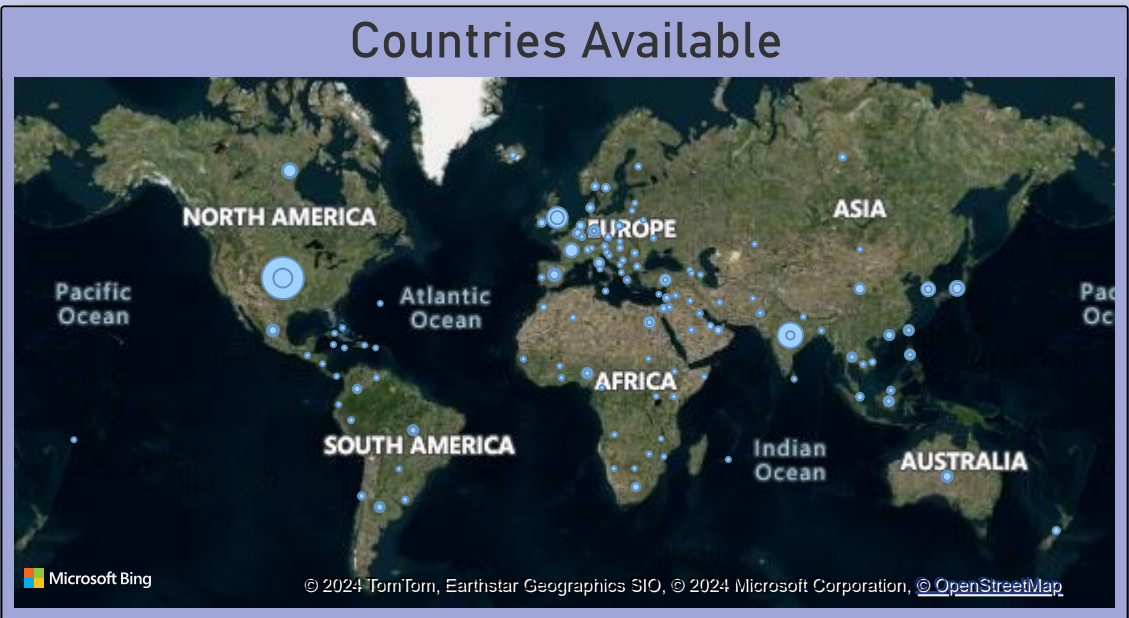 Countries Available
NORTH AMERICA
EUROPE
ASIA
Pacific
Ocean
Atlantic
Ocean
Pac
Oc
AFRICA
SOUTH AMERICA
Indian
Ocean
AUSTRALIA
Microsoft Bing
© 2024 TomTom, Earthstar Geographics SIO, © 2024 Microsoft Corporation, © OpenStreetMap